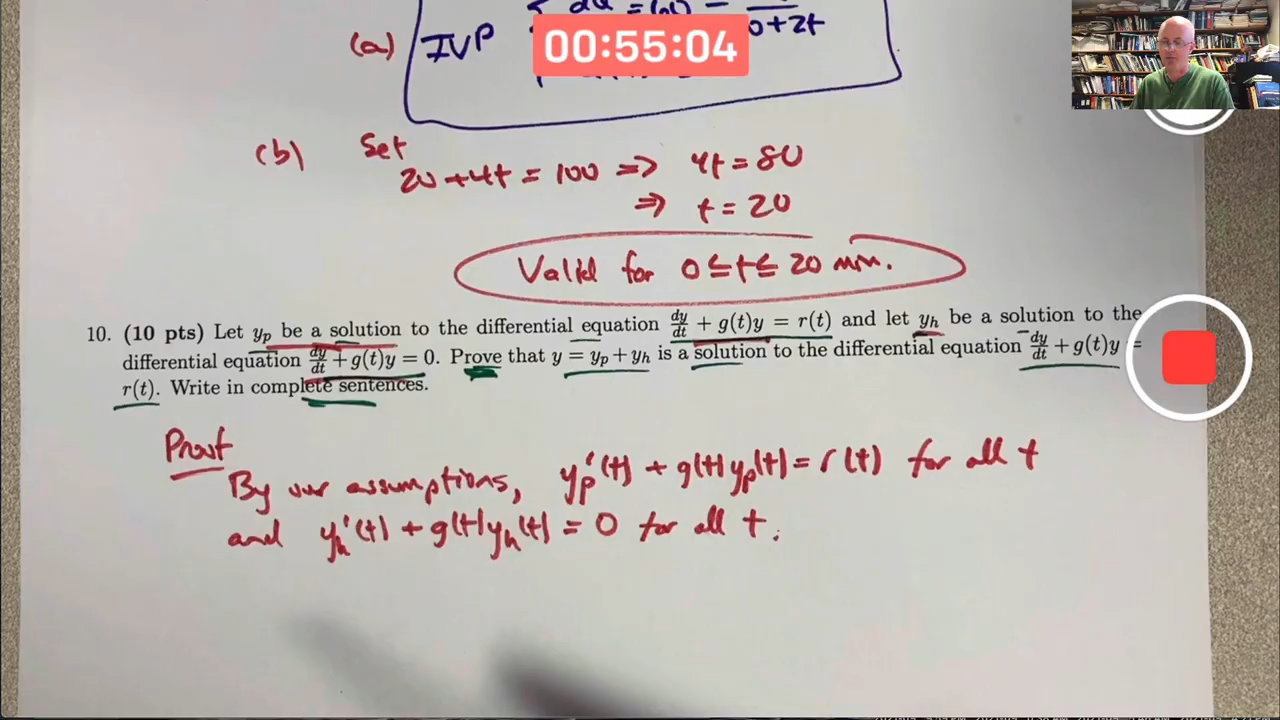 (a) IVP = − 0+2t
00:55:04
(b) Set
20+4t = 100 => 4t = 80
=> t = 20
Valid for 0 ≤ t ≤ 20 min.
10. (10 pts) Let y_p be a solution to the differential equation dy/dt + g(t)y = r(t) and let y_h be a solution to the
differential equation dy/dt + g(t)y = 0. Prove that y = y_p + y_h is a solution to the differential equation dy/dt + g(t)y =
r(t). Write in complete sentences.
Proof
By our assumptions, y_p'(t) + g(t)y_p(t) = r(t) for all t
and y_h'(t) + g(t)y_h(t) = 0 for all t.